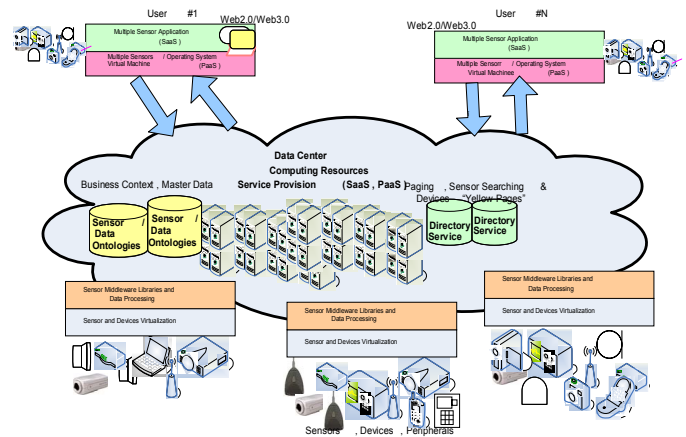 User #1
Web2.0/Web3.0
Multiple Sensor Application
(SaaS )
Multiple Sensors / Operating System
Virtual Machine (PaaS )
User #N
Web2.0/Web3.0
Multiple Sensor Application
(SaaS )
Multiple Sensors / Operating System
Virtual Machinee (PaaS )
Data Center
Computing Resources
Service Provision (SaaS , PaaS )
Business Context , Master Data
Paging , Sensor Searching &
Devices "Yellow Pages"
Sensor /
Data
Ontologies
Sensor /
Data
Ontologies
Directory
Service
Directory
Service
Sensor Middleware Libraries and
Data Processing
Sensor and Devices Virtualization
Sensor Middleware Libraries and
Data Processing
Sensor and Devices Virtualization
Sensor Middleware Libraries and
Data Processing
Sensor and Devices Virtualization
Sensors , Devices , Peripherals